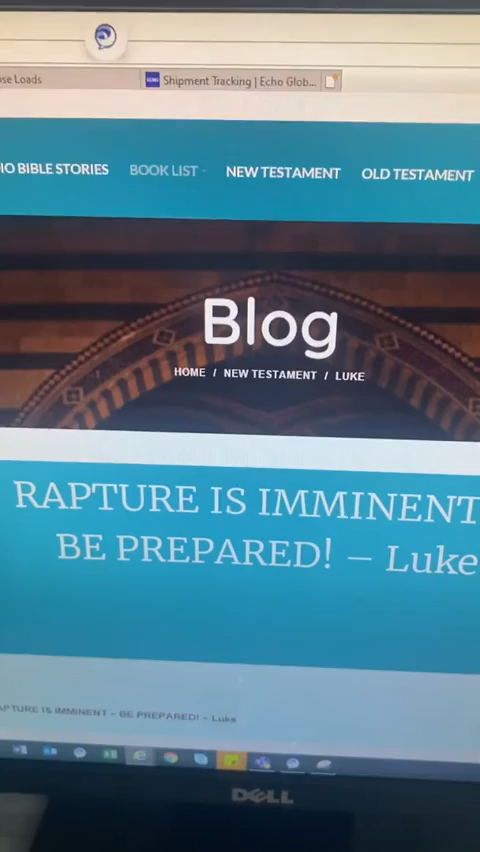 ose Loads
Shipment Tracking | Echo Glob...
IO BIBLE STORIES BOOK LIST NEW TESTAMENT OLD TESTAMENT
Blog
HOME / NEW TESTAMENT / LUKE
RAPTURE IS IMMINENT
BE PREPARED! – Luke
APTURE IS IMMINENT – BE PREPARED! – Luke
DELL